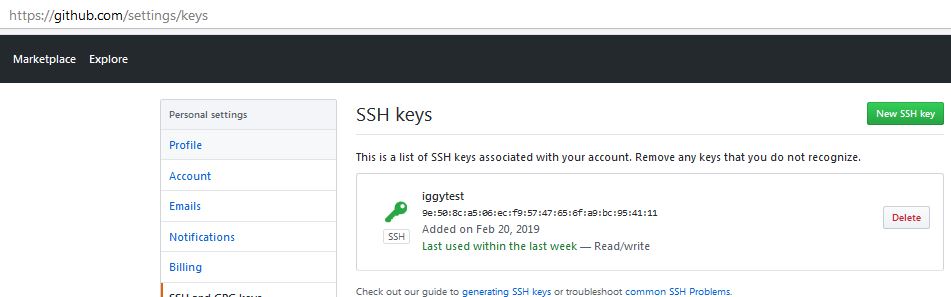 https://github.com/settings/keys
Marketplace Explore
Personal settings
Profile
Account
Emails
Notifications
Billing
SSH and GPG keys
SSH keys
New SSH key
This is a list of SSH keys associated with your account. Remove any keys that you do not recognize.
iggytest
9e:50:8c:a5:06:ec:f9:57:47:65:6f:a9:bc:95:41:11
SSH
Added on Feb 20, 2019
Last used within the last week — Read/write
Delete
Check out our guide to generating SSH keys or troubleshoot common SSH Problems.